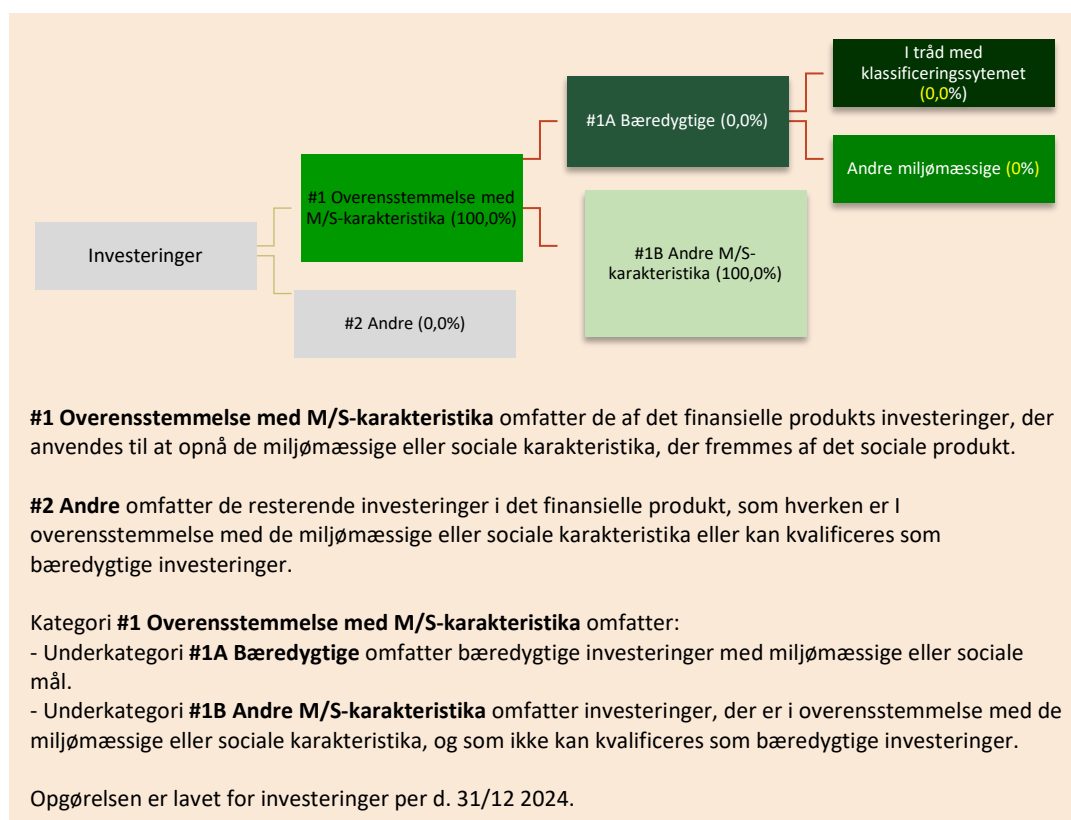 I tråd med
klassificeringssytemet
(0,0%)
#1A Bæredygtige (0,0%)
Andre miljømæssige (0%)
#1 Overensstemmelse med
M/S-karakteristika (100,0%)
Investeringer
#1B Andre M/S-
karakteristika (100,0%)
#2 Andre (0,0%)
#1 Overensstemmelse med M/S-karakteristika omfatter de af det finansielle produkts investeringer, der
anvendes til at opnå de miljømæssige eller sociale karakteristika, der fremmes af det sociale produkt.
#2 Andre omfatter de resterende investeringer i det finansielle produkt, som hverken er I
overensstemmelse med de miljømæssige eller sociale karakteristika eller kan kvalificeres som
bæredygtige investeringer.
Kategori #1 Overensstemmelse med M/S-karakteristika omfatter:
- Underkategori #1A Bæredygtige omfatter bæredygtige investeringer med miljømæssige eller sociale
mål.
- Underkategori #1B Andre M/S-karakteristika omfatter investeringer, der er i overensstemmelse med de
miljømæssige eller sociale karakteristika, og som ikke kan kvalificeres som bæredygtige investeringer.
Opgørelsen er lavet for investeringer per d. 31/12 2024.